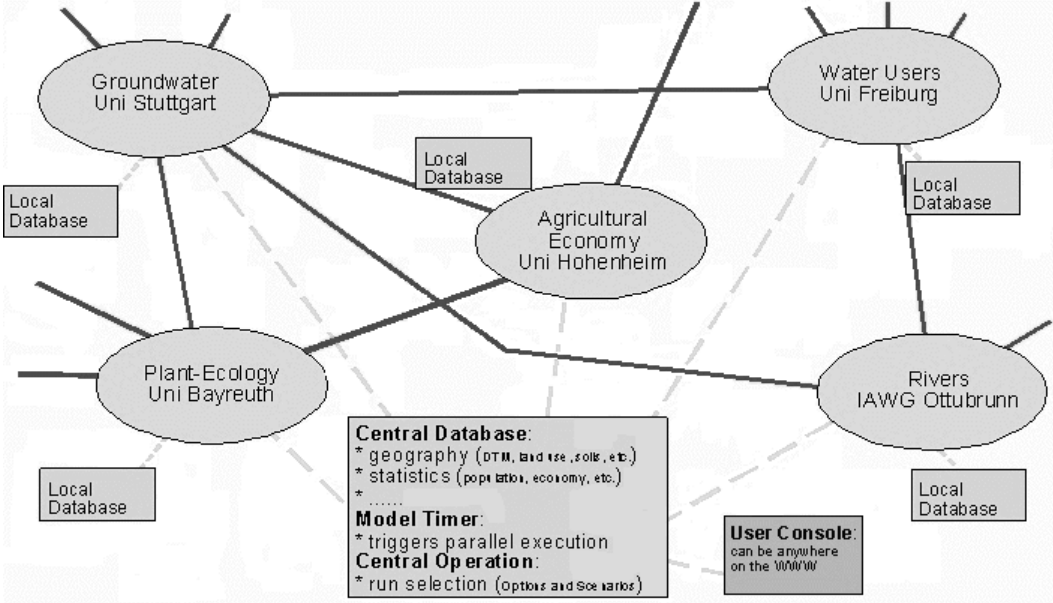 Groundwater
Uni Stuttgart
Water Users
Uni Freiburg
Local
Database
Local
Database
Local
Database
Agricultural
Economy
Uni Hohenheim
Plant-Ecology
Uni Bayreuth
Rivers
IAWG Ottubrunn
Central Database:
* geography (DTM, land use, soils, etc.)
* statistics (population, economy, etc.)
* ......
Model Timer:
* triggers parallel execution
Central Operation:
* run selection (Options and Scenarios)
Local
Database
Local
Database
User Console:
can be anywhere
on the WWW